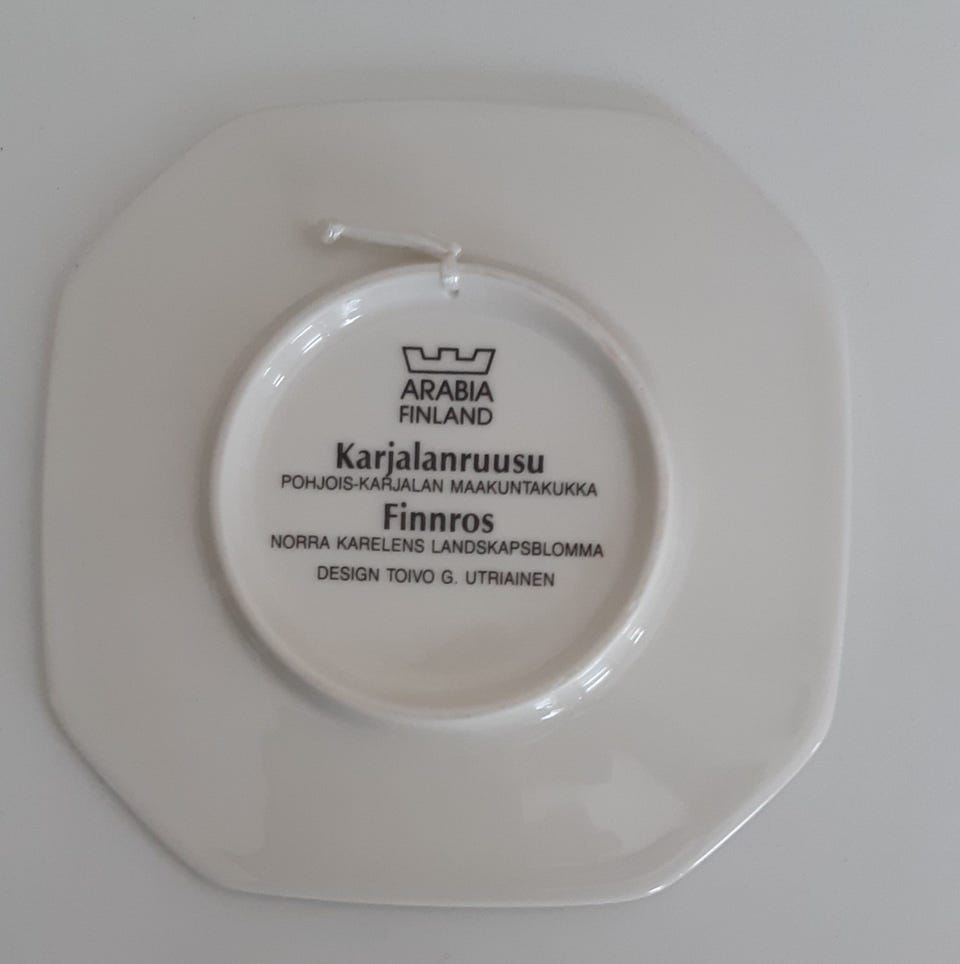 ARABIA
FINLAND
Karjalanruusu
POHJOIS-KARJALAN MAAKUNTAKUKKA
Finnros
NORRA KARELENS LANDSKAPSBLOMMA
DESIGN TOIVO G. UTRIAINEN